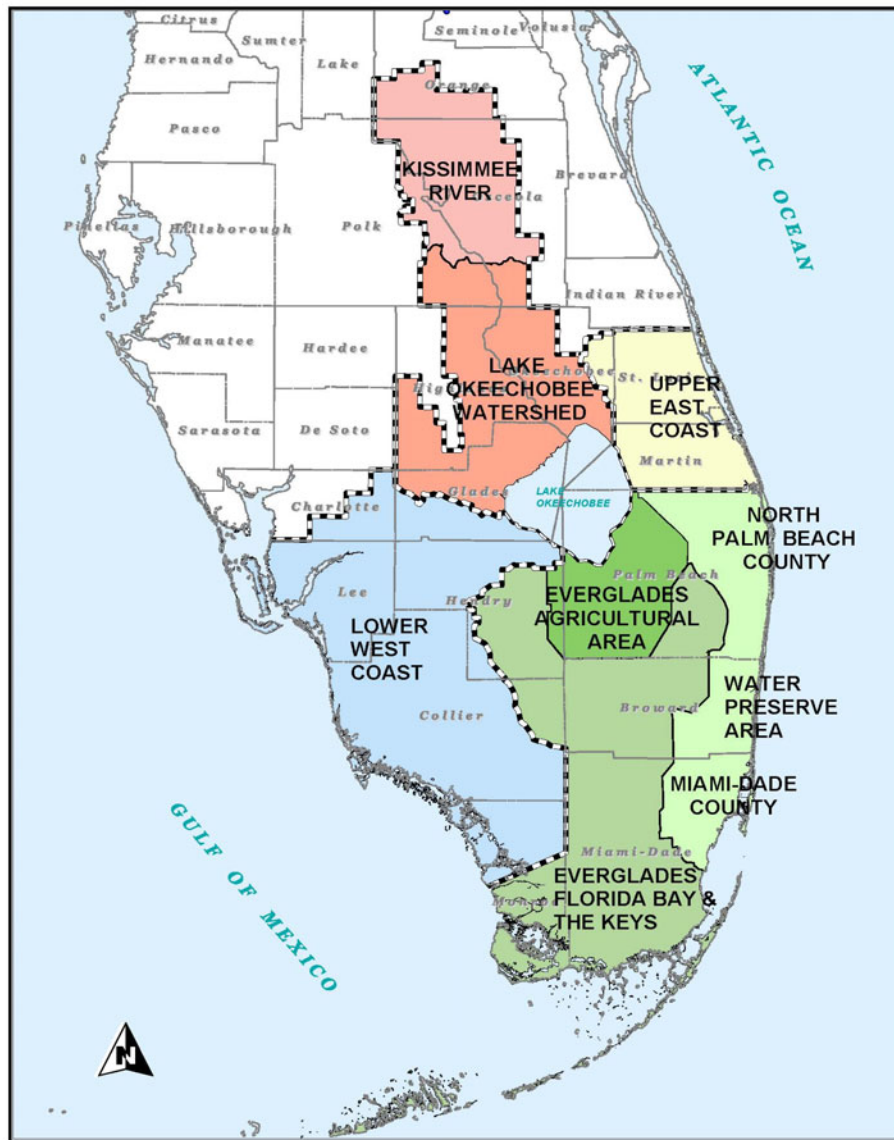 Citrus
Seminole
Volusia
Sumter
Hernando
Lake
Orange
ATLANTIC OCEAN
Pasco
KISSIMMEE
RIVER
Osceola
Brevard
Pinellas
Hillsborough
Polk
Indian River
Manatee
Hardee
LAKE
OKEECHOBEE
WATERSHED
UPPER
EAST
COAST
Sarasota
De Soto
Martin
Glades
LAKE
OKEECHOBEE
Charlotte
NORTH
PALM BEACH
COUNTY
Palm Beach
Lee
Hendry
EVERGLADES
AGRICULTURAL
AREA
LOWER
WEST
COAST
WATER
PRESERVE
AREA
Collier
Broward
MIAMI-DADE
COUNTY
GULF OF MEXICO
Miami-Dade
EVERGLADES
FLORIDA BAY &
THE KEYS
Monroe
N